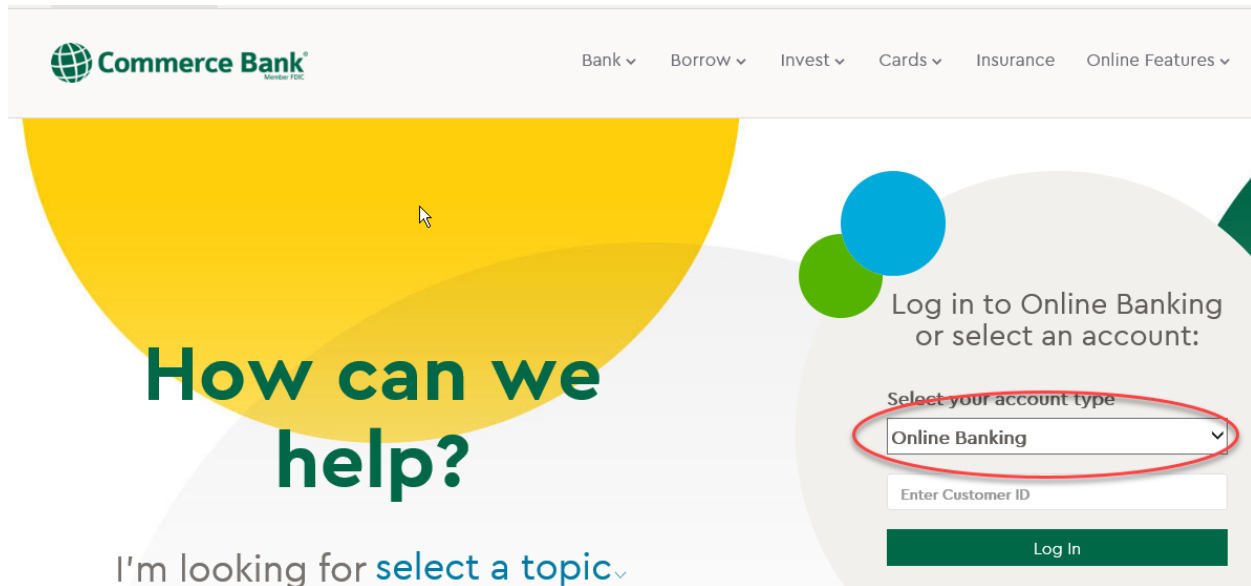 Commerce Bank
Member FDIC
Bank Borrow Invest Cards Insurance Online Features
How can we
help?
I'm looking for select a topic
Log in to Online Banking
or select an account:
Select your account type
Online Banking
Enter Customer ID
Log In